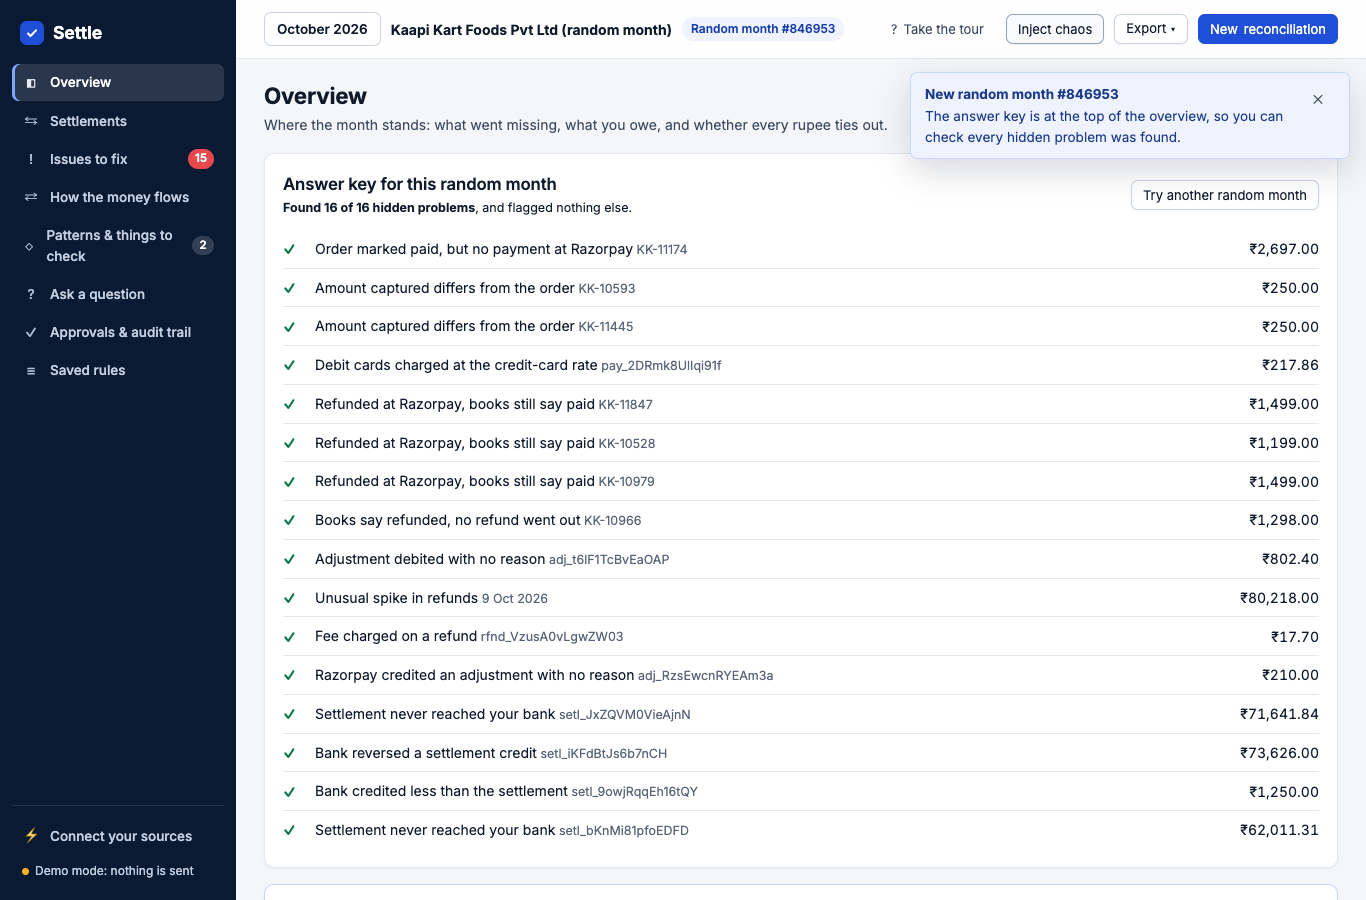 Settle
Overview
Settlements
Issues to fix 15
How the money flows
Patterns & things to check 2
Ask a question
Approvals & audit trail
Saved rules
Connect your sources
Demo mode: nothing is sent
October 2026 Kaapi Kart Foods Pvt Ltd (random month) Random month #846953 ? Take the tour Inject chaos Export New reconciliation
New random month #846953
The answer key is at the top of the overview, so you can
check every hidden problem was found.
Overview
Where the month stands: what went missing, what you owe, and whether every rupee ties out.
Answer key for this random month
Found 16 of 16 hidden problems, and flagged nothing else.
Try another random month
Order marked paid, but no payment at Razorpay KK-11174 ₹2,697.00
Amount captured differs from the order KK-10593 ₹250.00
Amount captured differs from the order KK-11445 ₹250.00
Debit cards charged at the credit-card rate ₹217.86
Refunded at Razorpay, books still say paid KK-11847 ₹1,499.00
Refunded at Razorpay, books still say paid KK-10528 ₹1,199.00
Refunded at Razorpay, books still say paid KK-10979 ₹1,499.00
Books say refunded, no refund went out KK-10966 ₹1,298.00
Adjustment debited with no reason ₹802.40
Unusual spike in refunds 9 Oct 2026 ₹80,218.00
Fee charged on a refund rfnd_VzusA0vLgwZW03 ₹17.70
Razorpay credited an adjustment with no reason adj_RzsEwcnRYEAm3a ₹210.00
Settlement never reached your bank setl_JxZQVM0VieAjnN ₹71,641.84
Bank reversed a settlement credit setl_iKFdBtJs6b7nCH ₹73,626.00
Bank credited less than the settlement setl_9owjRqqEh16tQY ₹1,250.00
Settlement never reached your bank setl_bKnMi81pfoEDFD ₹62,011.31